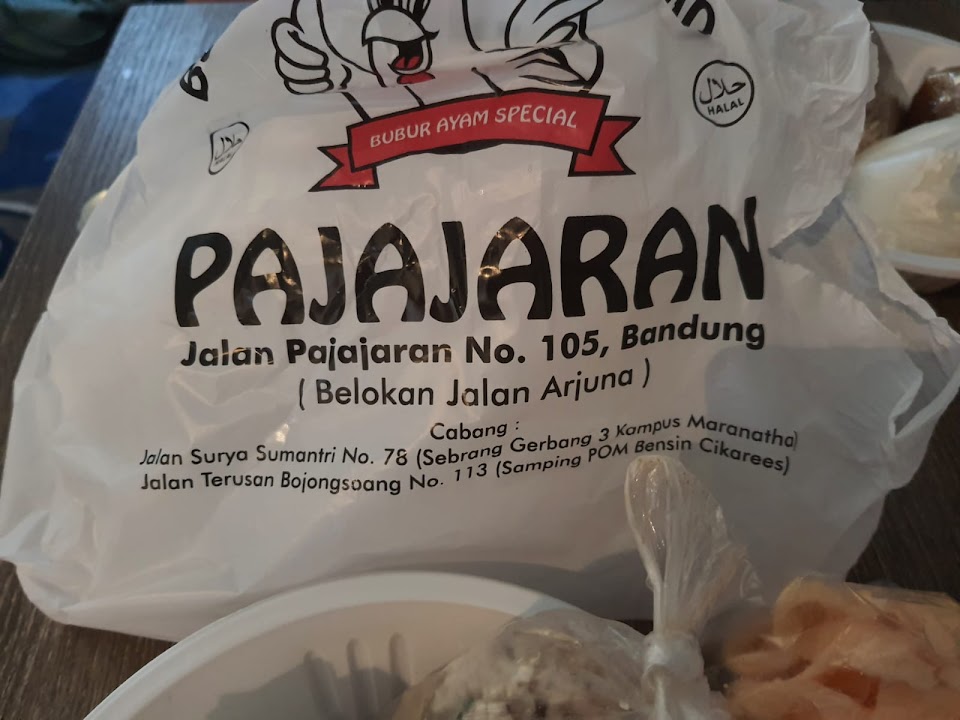 BUBUR AYAM SPECIAL
حلال
HALAL
حلال
PAJAJARAN
Jalan Pajajaran No. 105, Bandung
( Belokan Jalan Arjuna )
Cabang :
Jalan Surya Sumantri No. 78 (Sebrang Gerbang 3 Kampus Maranatha)
Jalan Terusan Bojongsoang No. 113 (Samping POM Bensin Cikarees)